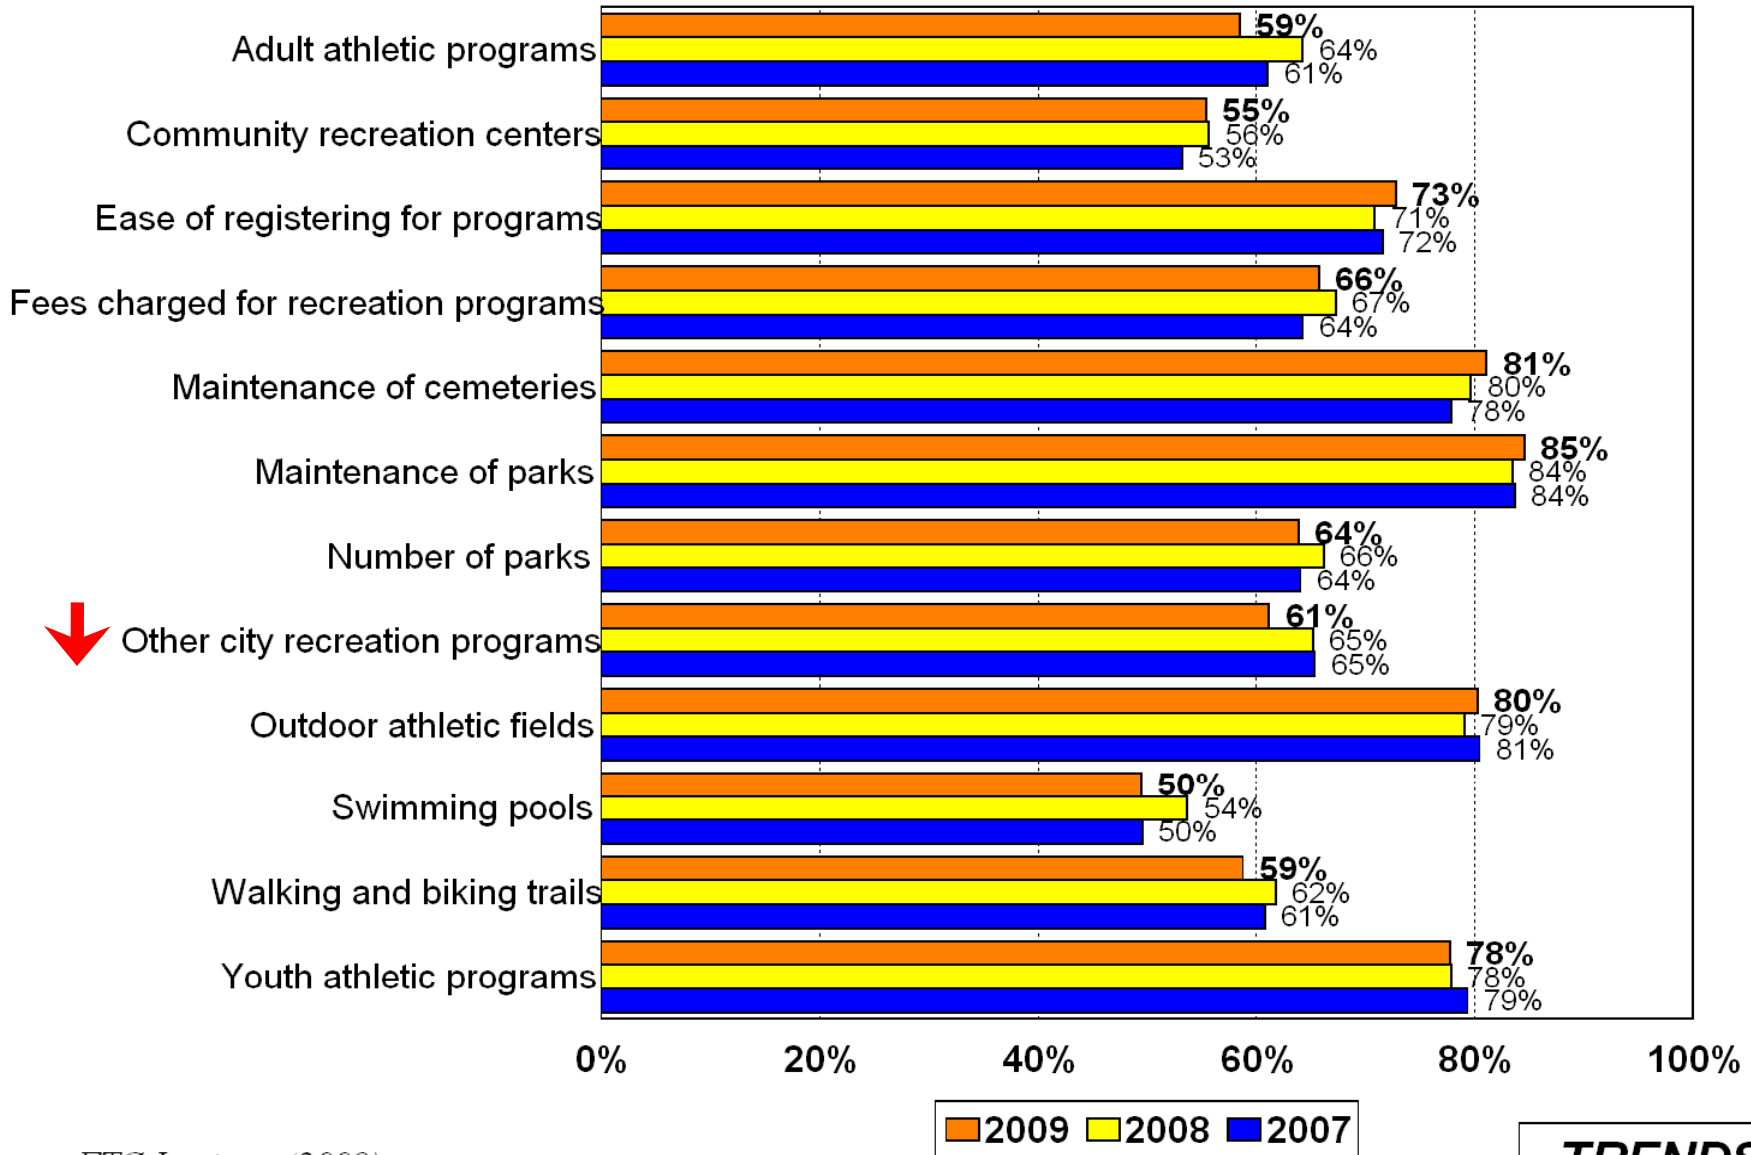 Adult athletic programs
59%
64%
61%
Community recreation centers
55%
56%
53%
Ease of registering for programs
73%
71%
72%
Fees charged for recreation programs
66%
67%
64%
Maintenance of cemeteries
81%
80%
78%
Maintenance of parks
85%
84%
84%
Number of parks
64%
66%
64%
Other city recreation programs
61%
65%
65%
Outdoor athletic fields
80%
79%
81%
Swimming pools
50%
54%
50%
Walking and biking trails
59%
62%
61%
Youth athletic programs
78%
78%
79%
0% 20% 40% 60% 80% 100%
2009 2008 2007
TRENDS